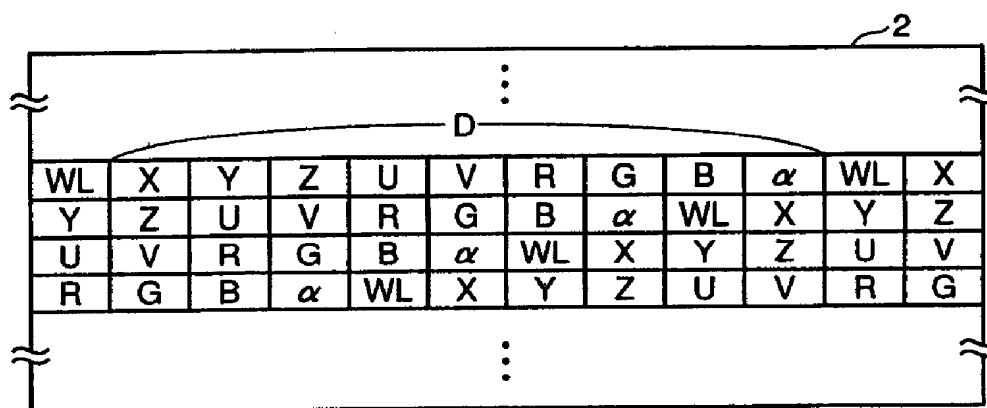 2
D
WL X Y Z U V R G B α WL X
Y Z U V R G B α WL X Y Z
U V R G B α WL X Y Z U V
R G B α WL X Y Z U V R G